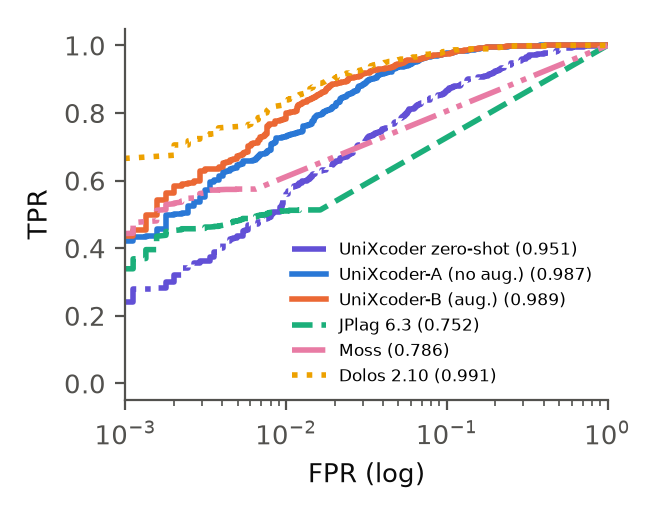 1.0
0.8
0.6
0.4
0.2
0.0
TPR
UniXcoder zero-shot (0.951)
UniXcoder-A (no aug.) (0.987)
UniXcoder-B (aug.) (0.989)
JPlag 6.3 (0.752)
Moss (0.786)
Dolos 2.10 (0.991)
10⁻³ 10⁻² 10⁻¹ 10⁰
FPR (log)